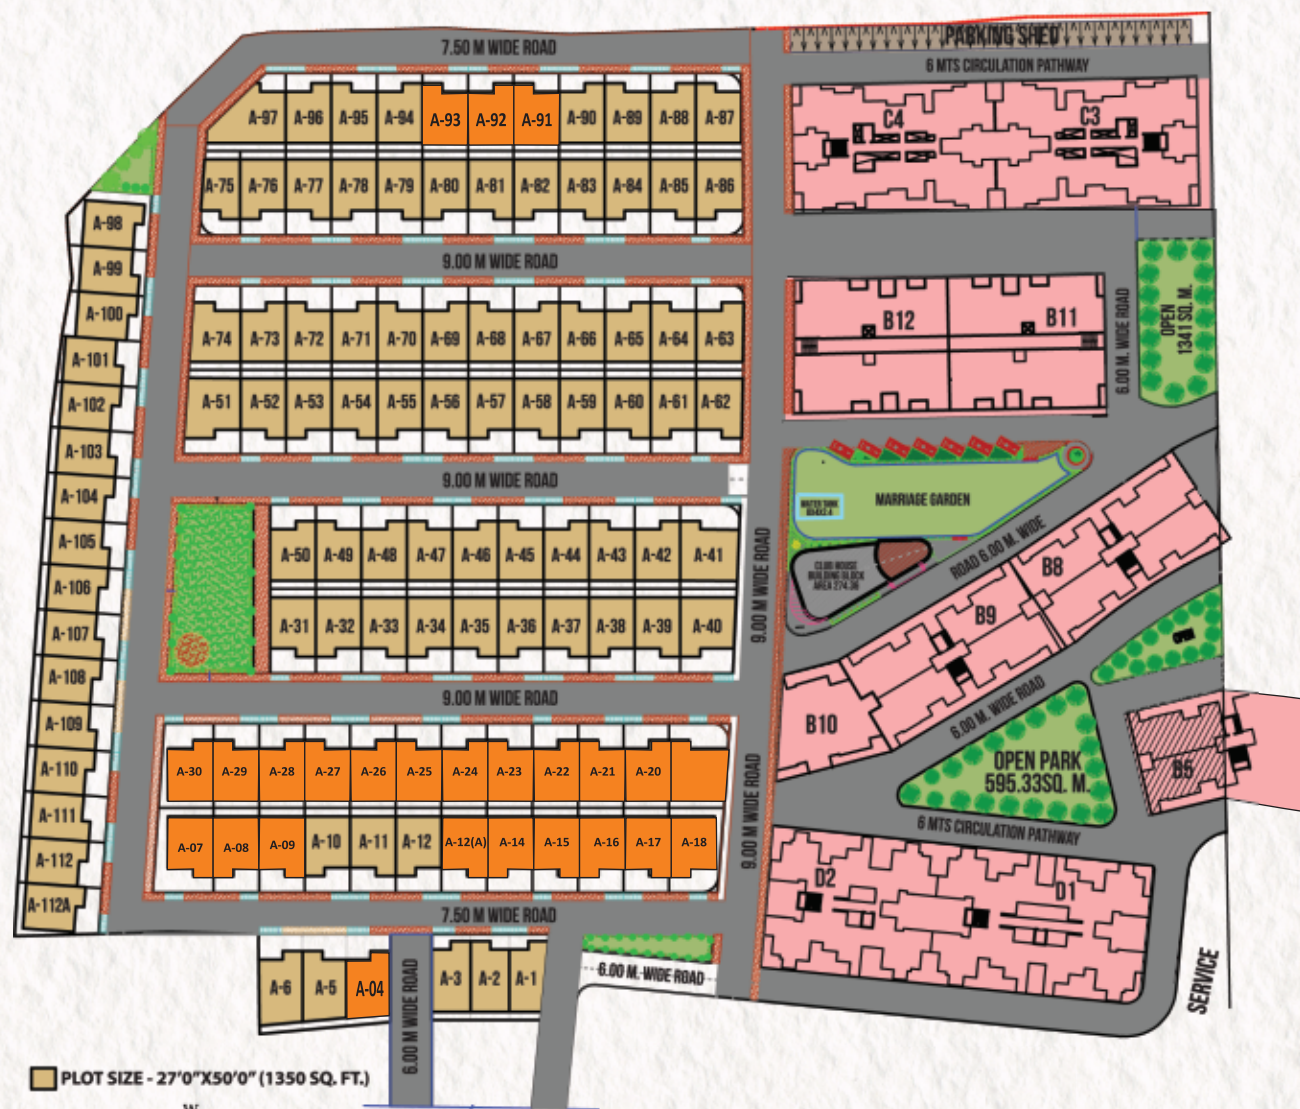 7.50 M WIDE ROAD
PARKING SHED
6 MTS CIRCULATION PATHWAY
A-97 A-96 A-95 A-94 A-93 A-92 A-91 A-90 A-89 A-88 A-87
C4 C3
A-75 A-76 A-77 A-78 A-79 A-80 A-81 A-82 A-83 A-84 A-85 A-86
9.00 M WIDE ROAD
A-98
A-99
A-100
A-101
A-102
A-103
A-104
A-105
A-106
A-107
A-108
A-109
A-110
A-111
A-112
A-112A
A-74 A-73 A-72 A-71 A-70 A-69 A-68 A-67 A-66 A-65 A-64 A-63
A-51 A-52 A-53 A-54 A-55 A-56 A-57 A-58 A-59 A-60 A-61 A-62
B12 B11
6.00 M. WIDE ROAD
OPEN
1341 SQ. M.
9.00 M WIDE ROAD
MARRIAGE GARDEN
WATER TANK
CLUB HOUSE
BUILDING BLOCK
AREA 274.36
ROAD 6.00 M. WIDE
A-50 A-49 A-48 A-47 A-46 A-45 A-44 A-43 A-42 A-41
A-31 A-32 A-33 A-34 A-35 A-36 A-37 A-38 A-39 A-40
9.00 M WIDE ROAD
B8
B9
B10
OPEN
6.00 M. WIDE ROAD
9.00 M WIDE ROAD
OPEN PARK
595.33SQ. M.
B5
6 MTS CIRCULATION PATHWAY
A-30 A-29 A-28 A-27 A-26 A-25 A-24 A-23 A-22 A-21 A-20
A-07 A-08 A-09 A-10 A-11 A-12 A-12(A) A-14 A-15 A-16 A-17 A-18
9.00 M WIDE ROAD
D2 D1
7.50 M WIDE ROAD
A-6 A-5 A-04 A-3 A-2 A-1
6.00 M WIDE ROAD
6.00 M. WIDE ROAD
SERVICE
PLOT SIZE - 27'0"X50'0" (1350 SQ. FT.)
W